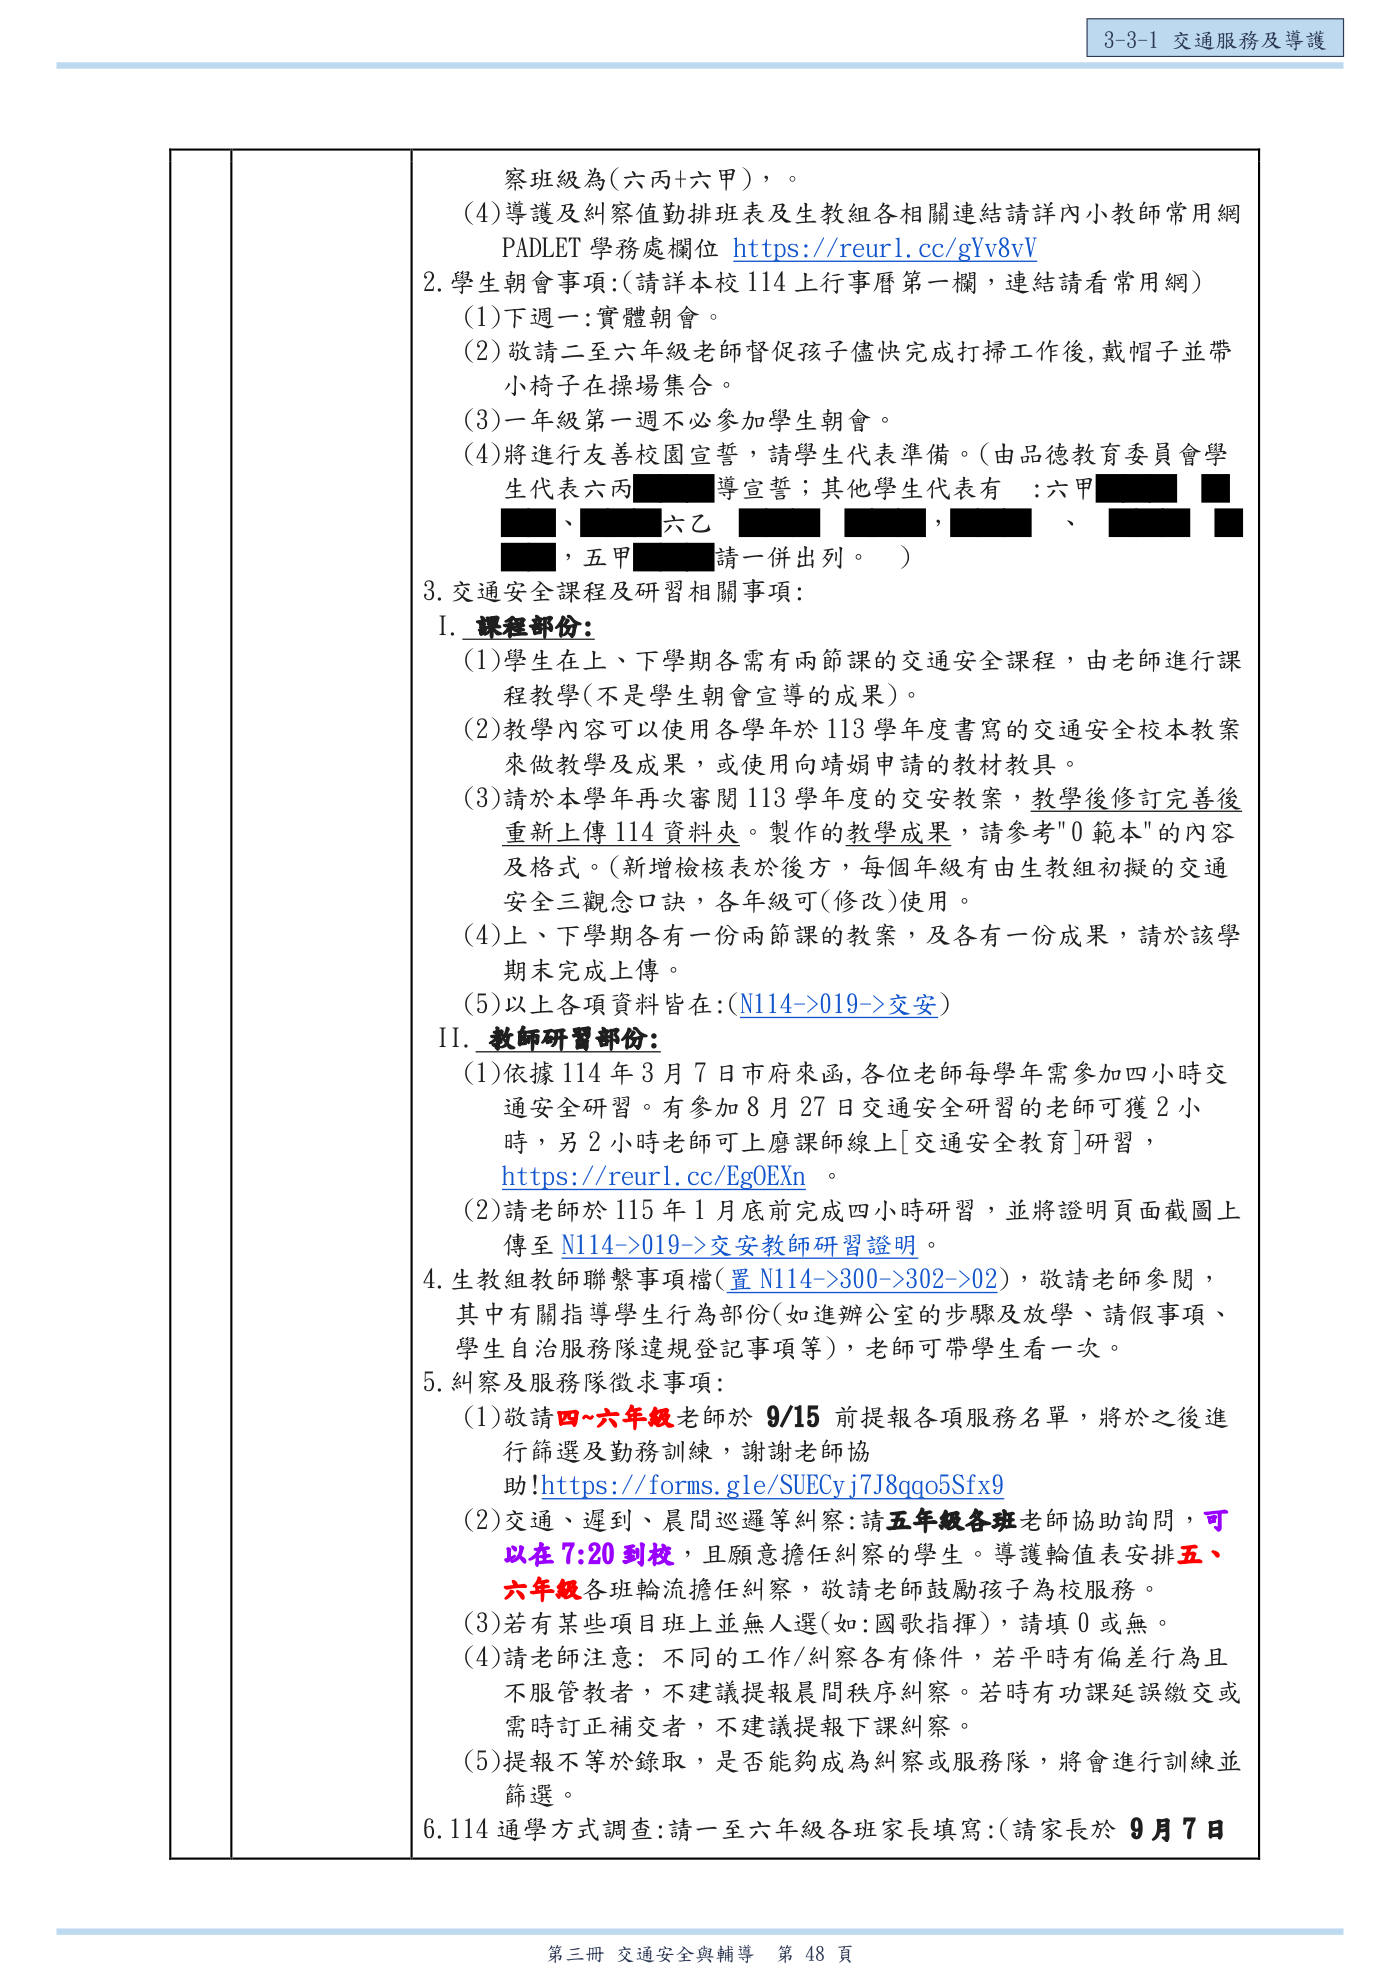 3-3-1 交通服務及導護
察班級為(六丙+六甲)，。
(4)導護及糾察值勤排班表及生教組各相關連結請詳內小教師常用網
PADLET 學務處欄位 https://reurl.cc/gYv8vV
2.學生朝會事項:(請詳本校 114 上行事曆第一欄，連結請看常用網)
(1)下週一:實體朝會。
(2)敬請二至六年級老師督促孩子儘快完成打掃工作後,戴帽子並帶
小椅子在操場集合。
(3)一年級第一週不必參加學生朝會。
(4)將進行友善校園宣誓，請學生代表準備。(由品德教育委員會學
生代表六丙導宣誓；其他學生代表有 :六甲
、六乙 ， 、
，五甲請一併出列。 )
3.交通安全課程及研習相關事項:
I. 課程部份:
(1)學生在上、下學期各需有兩節課的交通安全課程，由老師進行課
程教學(不是學生朝會宣導的成果)。
(2)教學內容可以使用各學年於 113 學年度書寫的交通安全校本教案
來做教學及成果，或使用向靖娟申請的教材教具。
(3)請於本學年再次審閱 113 學年度的交安教案，教學後修訂完善後
重新上傳 114 資料夾。製作的教學成果，請參考"0 範本"的內容
及格式。(新增檢核表於後方，每個年級有由生教組初擬的交通
安全三觀念口訣，各年級可(修改)使用。
(4)上、下學期各有一份兩節課的教案，及各有一份成果，請於該學
期末完成上傳。
(5)以上各項資料皆在:(N114->019->交安)
II. 教師研習部份:
(1)依據 114 年 3 月 7 日市府來函,各位老師每學年需參加四小時交
通安全研習。有參加 8 月 27 日交通安全研習的老師可獲 2 小
時，另 2 小時老師可上磨課師線上[交通安全教育]研習，
https://reurl.cc/EgOEXn 。
(2)請老師於 115 年 1 月底前完成四小時研習，並將證明頁面截圖上
傳至 N114->019->交安教師研習證明。
4.生教組教師聯繫事項檔(置 N114->300->302->02)，敬請老師參閱，
其中有關指導學生行為部份(如進辦公室的步驟及放學、請假事項、
學生自治服務隊違規登記事項等)，老師可帶學生看一次。
5.糾察及服務隊徵求事項:
(1)敬請四~六年級老師於 9/15 前提報各項服務名單，將於之後進
行篩選及勤務訓練，謝謝老師協
助!https://forms.gle/SUECyj7J8qqo5Sfx9
(2)交通、遲到、晨間巡邏等糾察:請五年級各班老師協助詢問，可
以在 7:20 到校，且願意擔任糾察的學生。導護輪值表安排五、
六年級各班輪流擔任糾察，敬請老師鼓勵孩子為校服務。
(3)若有某些項目班上並無人選(如:國歌指揮)，請填 0 或無。
(4)請老師注意: 不同的工作/糾察各有條件，若平時有偏差行為且
不服管教者，不建議提報晨間秩序糾察。若時有功課延誤繳交或
需時訂正補交者，不建議提報下課糾察。
(5)提報不等於錄取，是否能夠成為糾察或服務隊，將會進行訓練並
篩選。
6.114 通學方式調查:請一至六年級各班家長填寫:(請家長於 9 月 7 日
第三冊 交通安全與輔導 第 48 頁